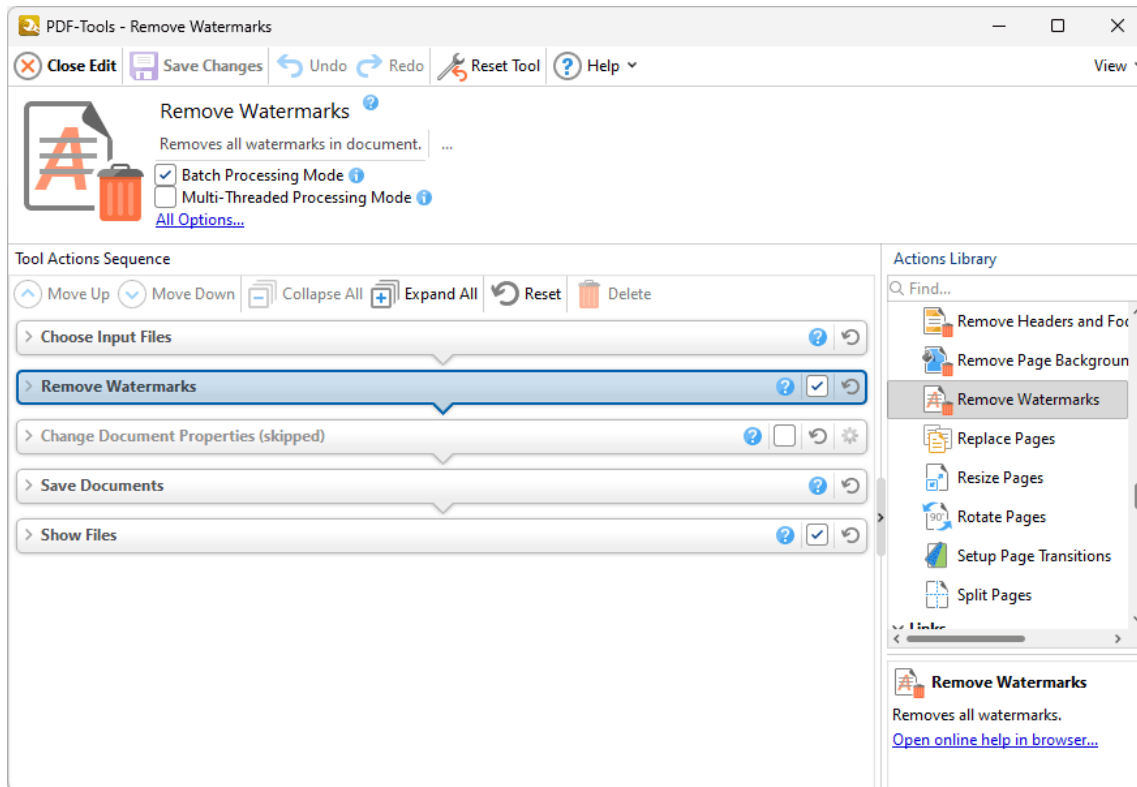 PDF-Tools - Remove Watermarks
Close Edit Save Changes Undo Redo Reset Tool ? Help View
Remove Watermarks ?
Removes all watermarks in document. ...
Batch Processing Mode i
Multi-Threaded Processing Mode i
All Options...
Tool Actions Sequence
Move Up Move Down Collapse All Expand All Reset Delete
Choose Input Files ?
Remove Watermarks ?
Change Document Properties (skipped) ?
Save Documents ?
Show Files ?
Actions Library
Find...
Remove Headers and Foo
Remove Page Backgroun
Remove Watermarks
Replace Pages
Resize Pages
90° Rotate Pages
Setup Page Transitions
Split Pages
Links
Remove Watermarks
Removes all watermarks.
Open online help in browser...